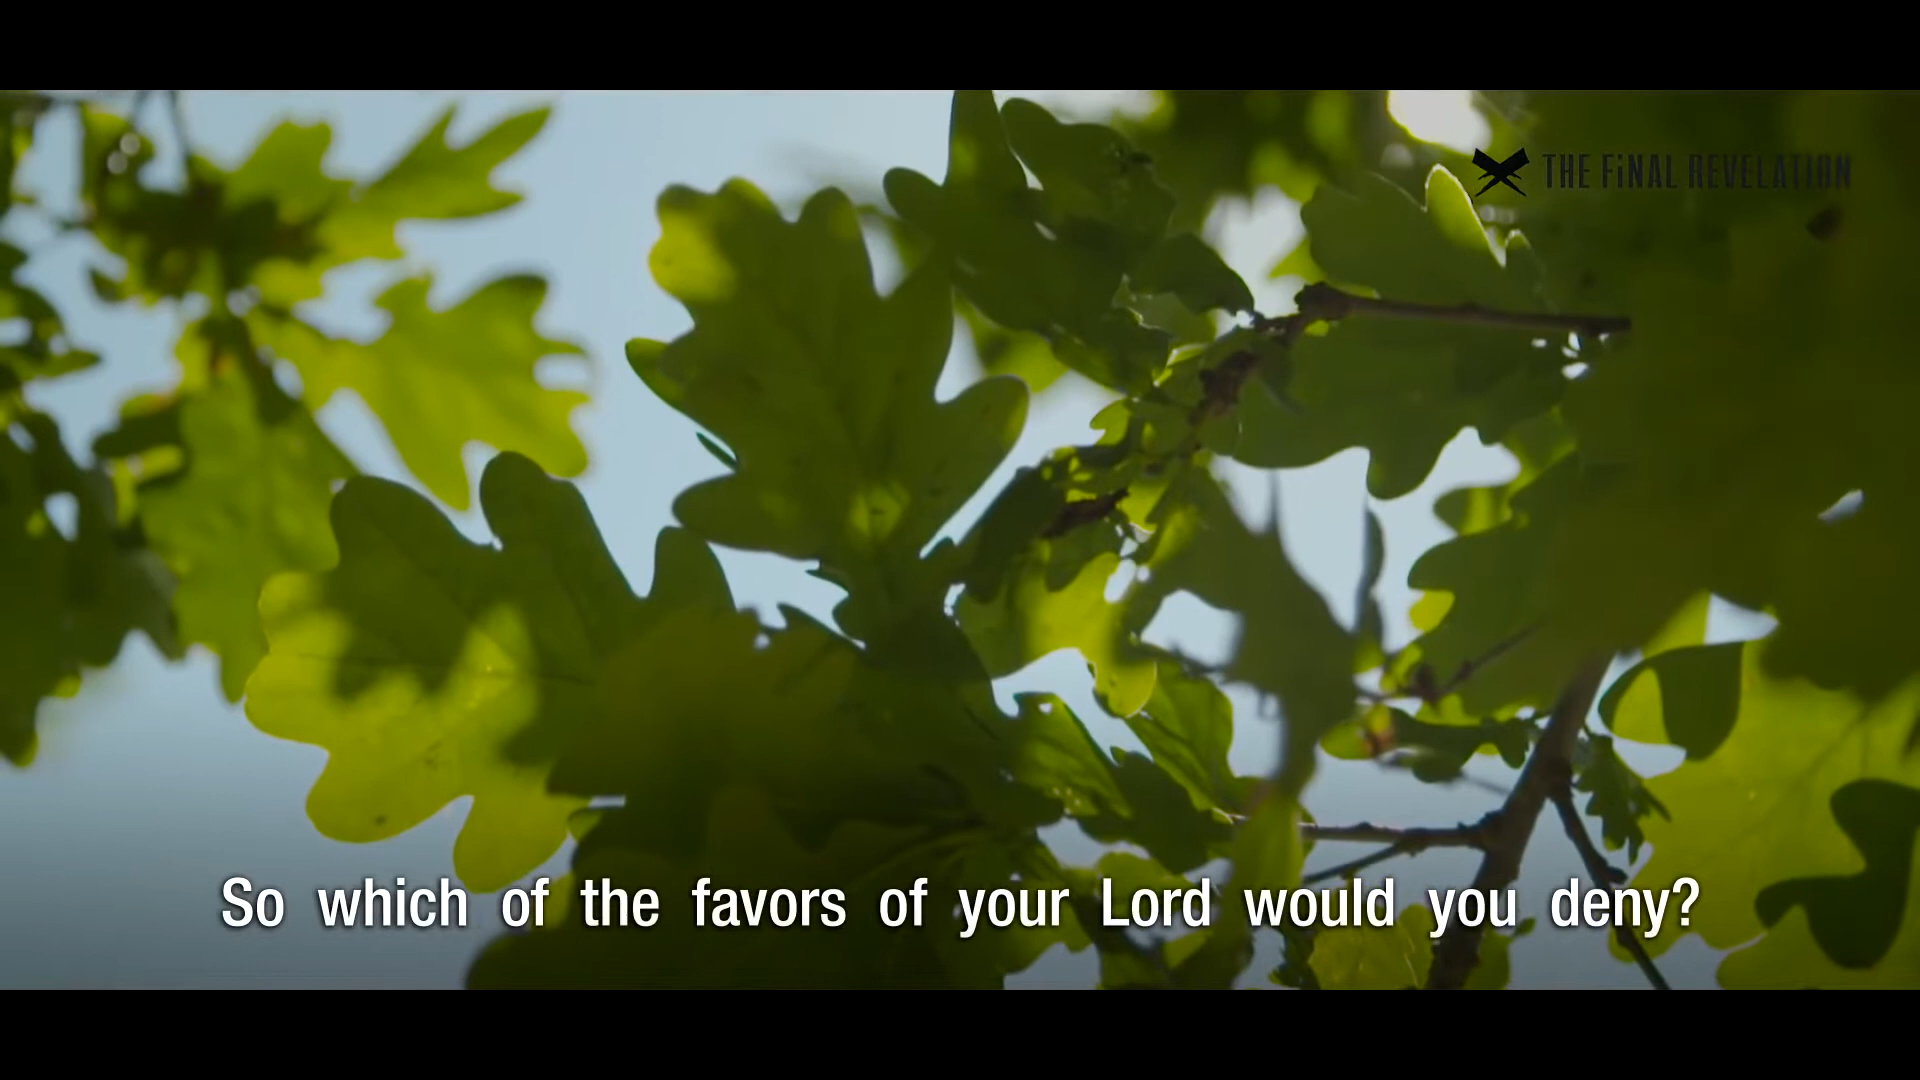 THE FiNAL REVELATION
So which of the favors of your Lord would you deny?